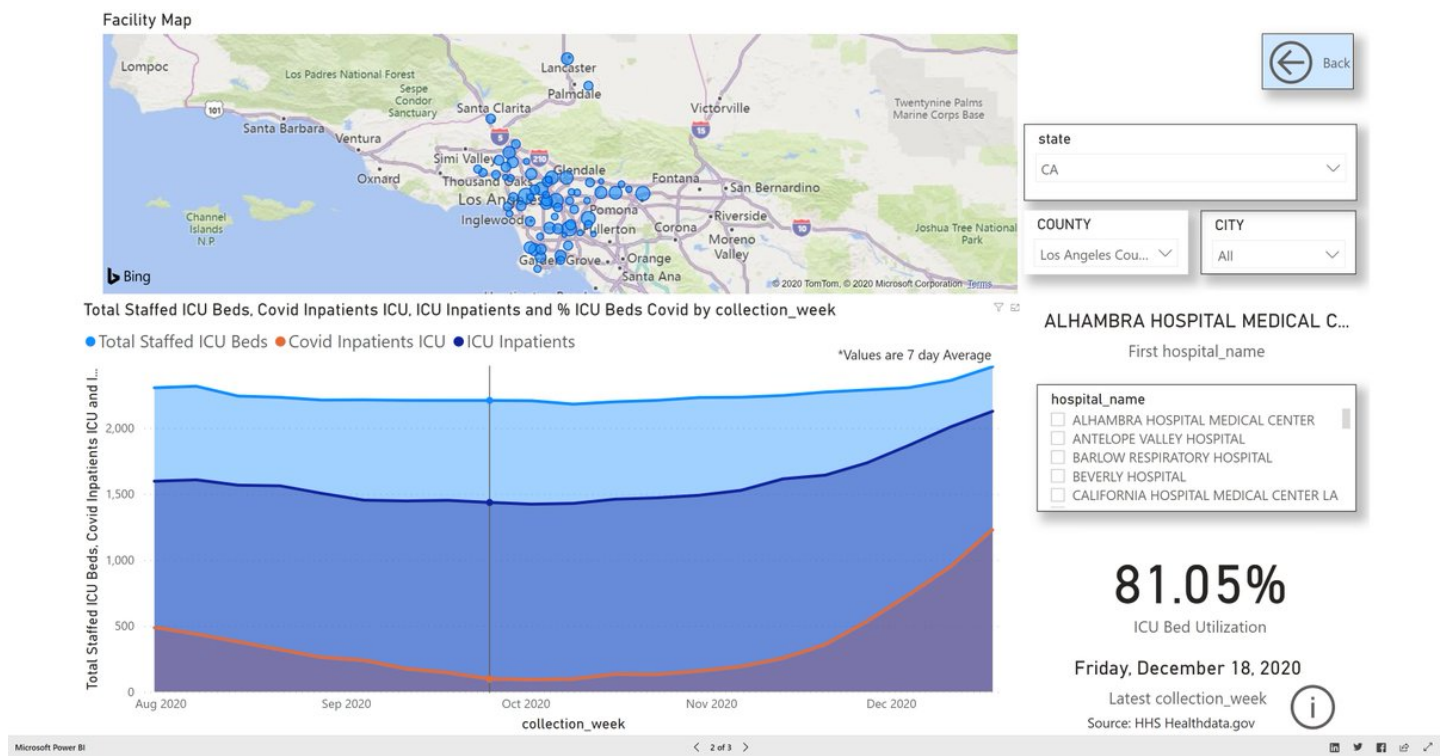 Facility Map
Lompoc
Los Padres National Forest
Sespe
Condor
Sanctuary
Lancaster
Palmdale
101
Santa Clarita
Victorville
Twentynine Palms
Marine Corps Base
Santa Barbara
Ventura
5
15
Simi Valley
210
Glendale
Oxnard
Thousand Oaks
Fontana
San Bernardino
Los Angeles
Channel
Islands
N.P.
Inglewood
Pomona
Fullerton
Corona
Riverside
10
Moreno
Valley
Joshua Tree National
Park
Garden Grove
Orange
Santa Ana
Bing
© 2020 TomTom, © 2020 Microsoft Corporation Terms
Back
state
CA
COUNTY
Los Angeles Cou...
CITY
All
Total Staffed ICU Beds, Covid Inpatients ICU, ICU Inpatients and % ICU Beds Covid by collection_week
Total Staffed ICU Beds Covid Inpatients ICU ICU Inpatients
*Values are 7 day Average
Total Staffed ICU Beds, Covid Inpatients ICU and I...
2,000
1,500
1,000
500
0
Aug 2020 Sep 2020 Oct 2020 Nov 2020 Dec 2020
collection_week
ALHAMBRA HOSPITAL MEDICAL C...
First hospital_name
hospital_name
ALHAMBRA HOSPITAL MEDICAL CENTER
ANTELOPE VALLEY HOSPITAL
BARLOW RESPIRATORY HOSPITAL
BEVERLY HOSPITAL
CALIFORNIA HOSPITAL MEDICAL CENTER LA
81.05%
ICU Bed Utilization
Friday, December 18, 2020
Latest collection_week
Source: HHS Healthdata.gov
Microsoft Power BI
2 of 3